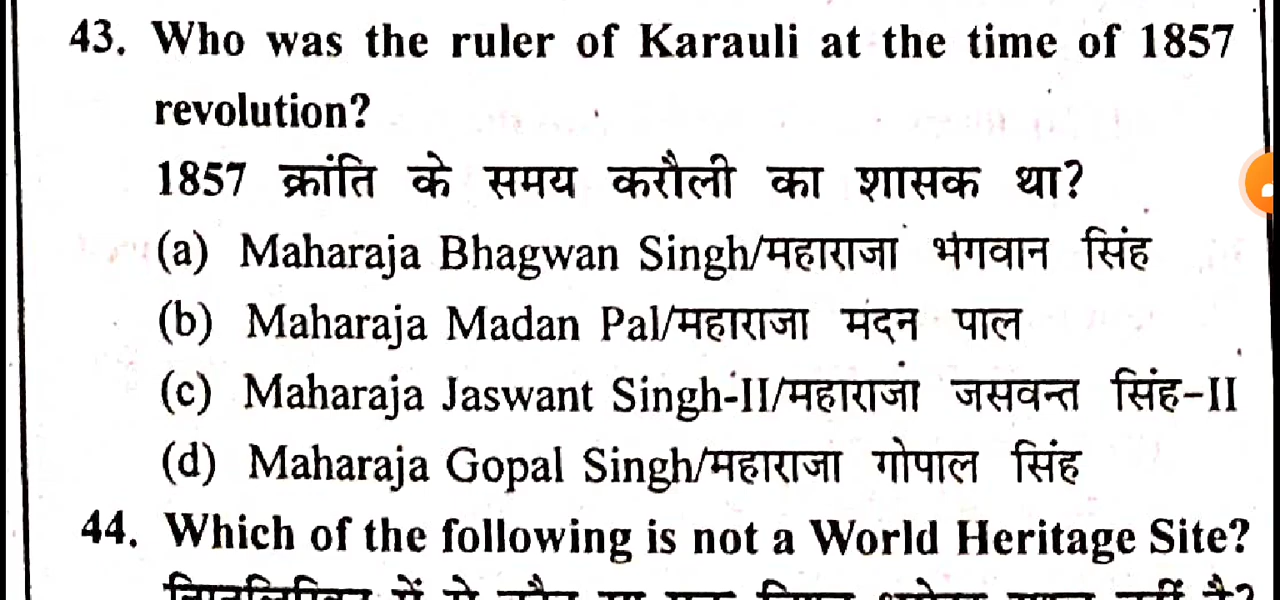 43. Who was the ruler of Karauli at the time of 1857
revolution?
1857 क्रांति के समय करौली का शासक था?
(a) Maharaja Bhagwan Singh/महाराजा भगवान सिंह
(b) Maharaja Madan Pal/महाराजा मदन पाल
(c) Maharaja Jaswant Singh-II/महाराजा जसवन्त सिंह-II
(d) Maharaja Gopal Singh/महाराजा गोपाल सिंह
44. Which of the following is not a World Heritage Site?